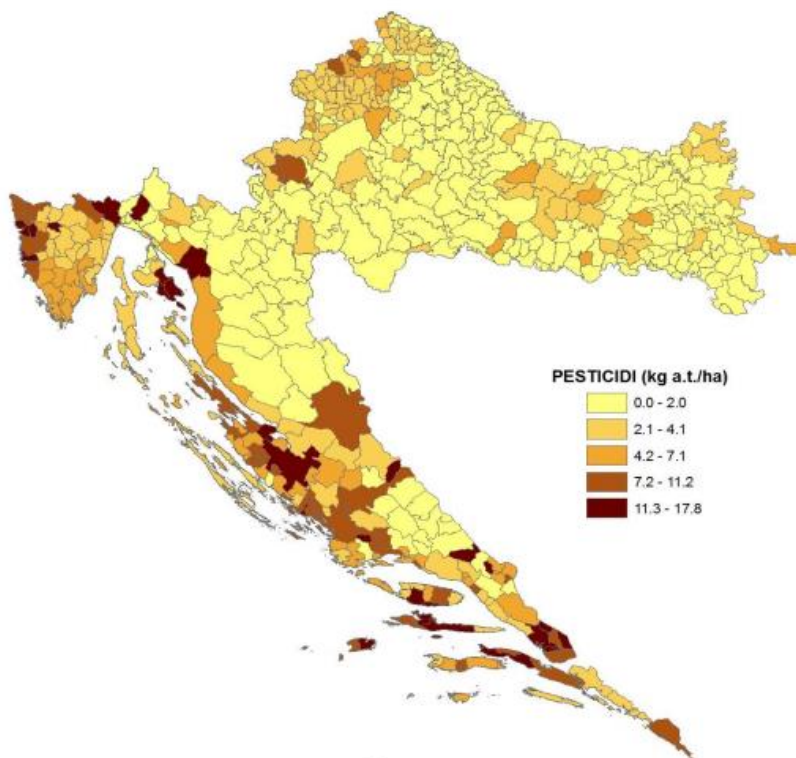 PESTICIDI (kg a.t./ha)
0.0 - 2.0
2.1 - 4.1
4.2 - 7.1
7.2 - 11.2
11.3 - 17.8